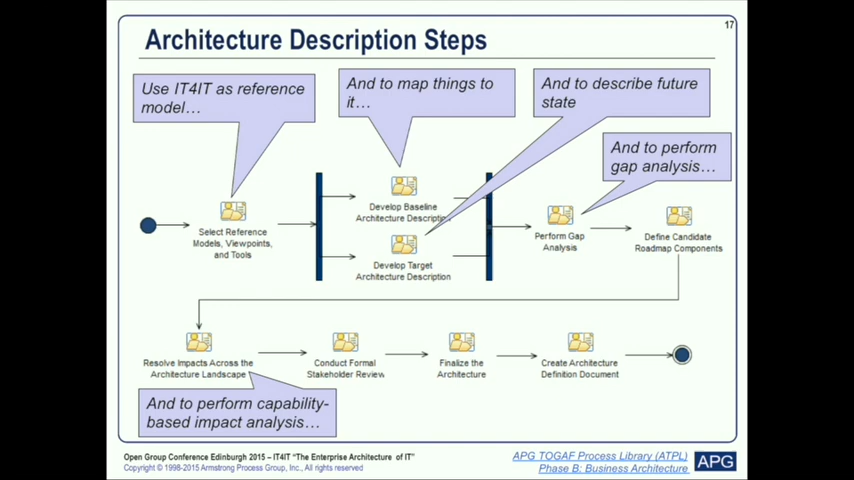 17
Architecture Description Steps
Use IT4IT as reference
model…
And to map things to
it…
And to describe future
state
And to perform
gap analysis…
Select Reference
Models, Viewpoints,
and Tools
Develop Baseline
Architecture Description
Develop Target
Architecture Description
Perform Gap
Analysis
Define Candidate
Roadmap Components
Resolve Impacts Across the
Architecture Landscape
Conduct Formal
Stakeholder Review
Finalize the
Architecture
Create Architecture
Definition Document
And to perform capability-
based impact analysis…
Open Group Conference Edinburgh 2015 – IT4IT "The Enterprise Architecture of IT"
Copyright © 1998-2015 Armstrong Process Group, Inc., All rights reserved
APG TOGAF Process Library (ATPL)
Phase B: Business Architecture
APG